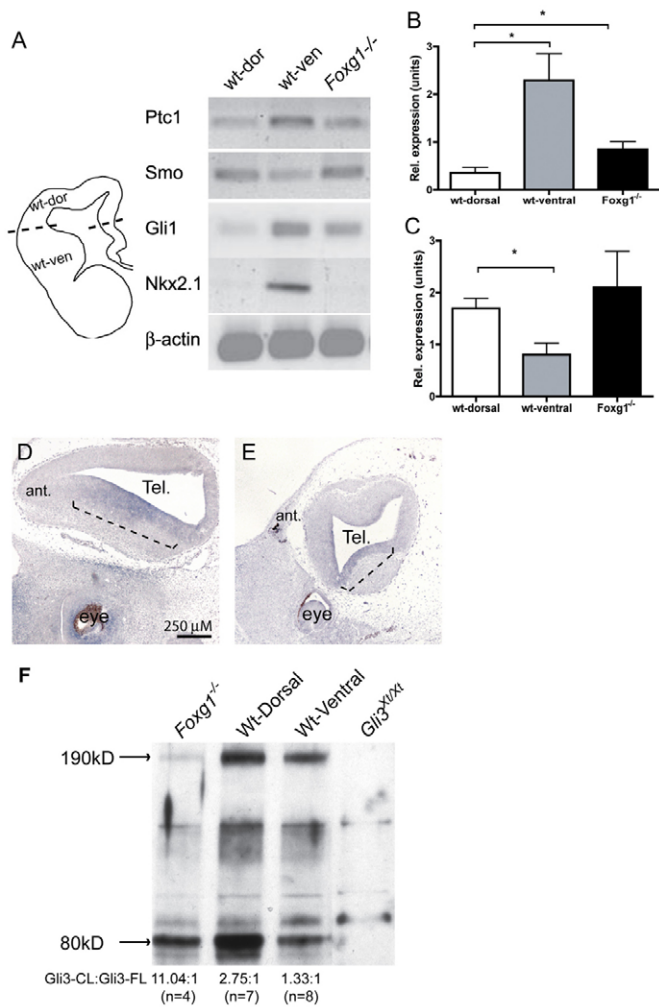 A
wt-dor
wt-ven
Foxg1-/-
Ptc1
Smo
Gli1
Nkx2.1
β-actin
wt-dor
wt-ven
B
*
*
Rel. expression (units)
3
2
1
0
wt-dorsal
wt-ventral
Foxg1-/-
C
*
Rel. expression (units)
3
2
1
0
wt-dorsal
wt-ventral
Foxg1-/-
D
ant.
Tel.
eye
250 µM
E
ant.
Tel.
eye
F
Foxg1-/-
Wt-Dorsal
Wt-Ventral
Gli3Xt/Xt
190kD
80kD
Gli3-CL:Gli3-FL 11.04:1 2.75:1 1.33:1
(n=4) (n=7) (n=8)